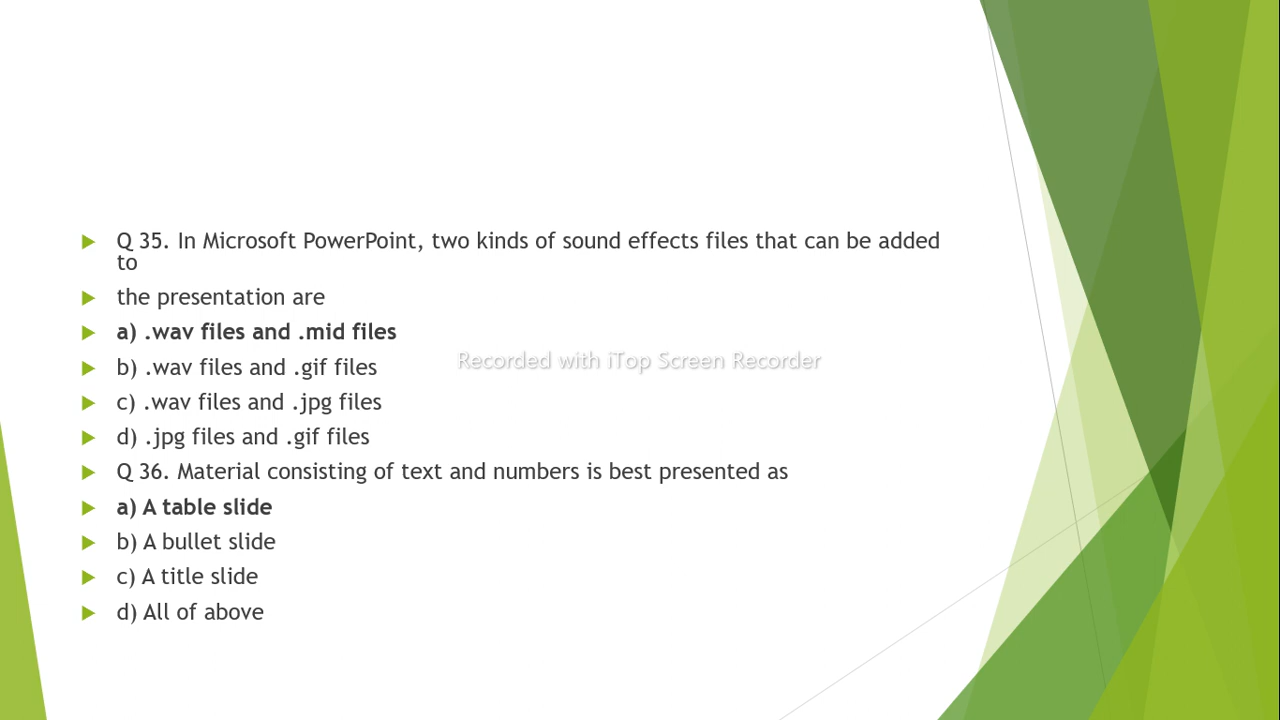 Q 35. In Microsoft PowerPoint, two kinds of sound effects files that can be added
to
the presentation are
a) .wav files and .mid files
b) .wav files and .gif files
Recorded with iTop Screen Recorder
c) .wav files and .jpg files
d) .jpg files and .gif files
Q 36. Material consisting of text and numbers is best presented as
a) A table slide
b) A bullet slide
c) A title slide
d) All of above